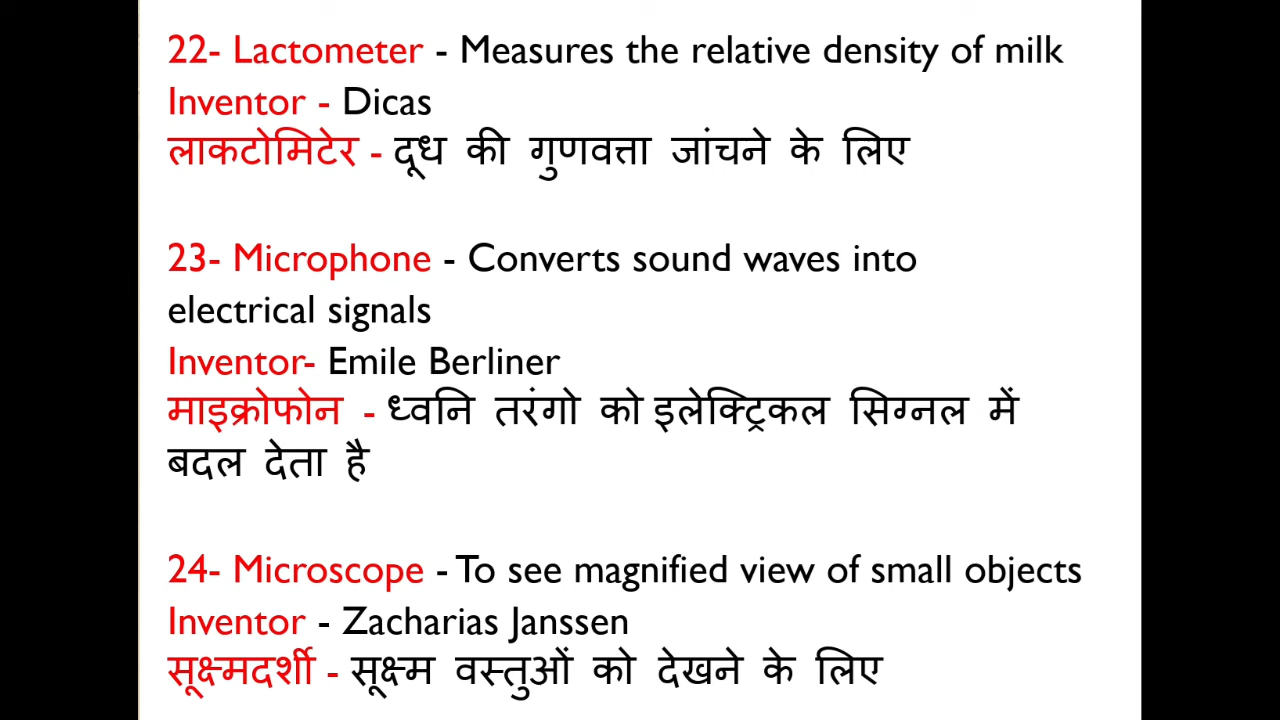 22- Lactometer - Measures the relative density of milk
Inventor - Dicas
लाकटोमिटेर - दूध की गुणवत्ता जांचने के लिए
23- Microphone - Converts sound waves into
electrical signals
Inventor- Emile Berliner
माइक्रोफोन - ध्वनि तरंगो को इलेक्ट्रिकल सिग्नल में
बदल देता है
24- Microscope - To see magnified view of small objects
Inventor - Zacharias Janssen
सूक्ष्मदर्शी - सूक्ष्म वस्तुओं को देखने के लिए